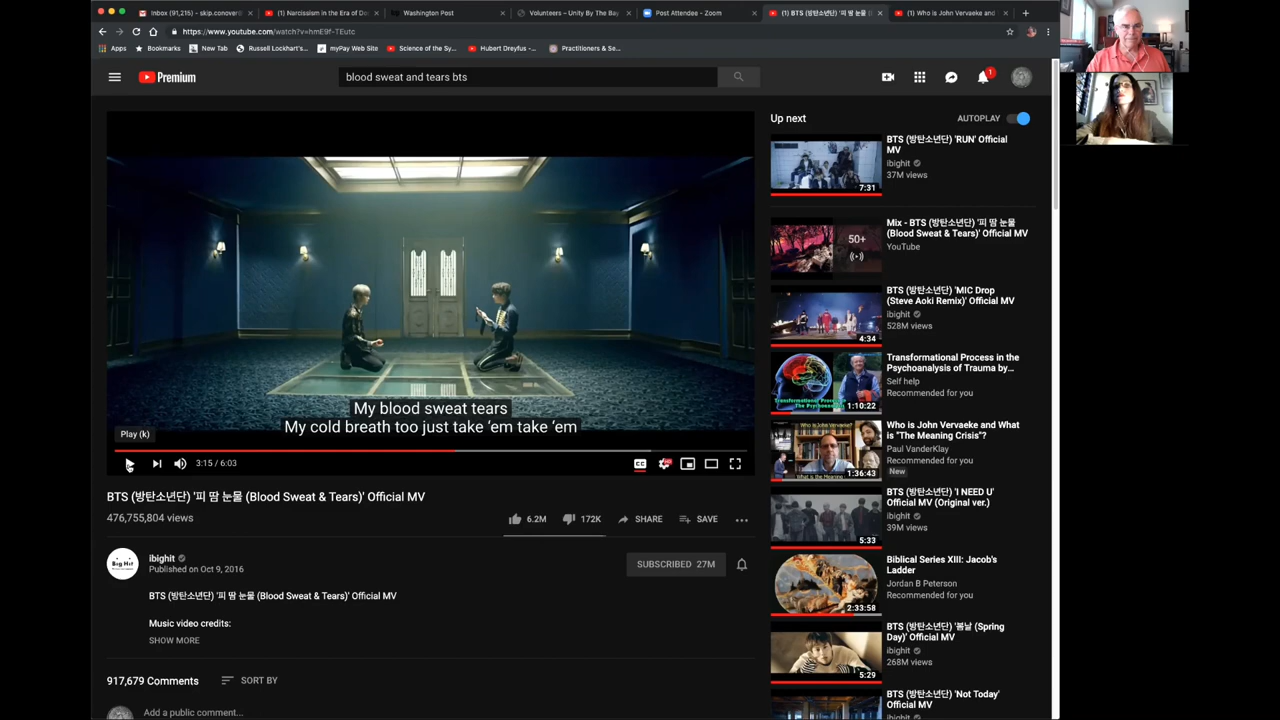 Inbox (91,215) - skip.conover
(1) Narcissism in the Era of De
Washington Post
Volunteers – Unity By The Bay
Post Attendee - Zoom
(1) BTS (방탄소년단) '피 땀 눈물
(1) Who is John Vervaeke and
https://www.youtube.com/watch?v=hmE9f-TEutc
Apps
Bookmarks
New Tab
Russell Lockhart's...
myPay Web Site
Science of the Sy...
Hubert Dreyfus -...
Practitioners & Se...
Premium
blood sweat and tears bts
1
My blood sweat tears
My cold breath too just take 'em take 'em
Play (k)
3:15 / 6:03
CC
BTS (방탄소년단) '피 땀 눈물 (Blood Sweat & Tears)' Official MV
476,755,804 views
6.2M
172K
SHARE
SAVE
Big Hit
ibighit
Published on Oct 9, 2016
SUBSCRIBED 27M
BTS (방탄소년단) '피 땀 눈물 (Blood Sweat & Tears)' Official MV
Music video credits:
SHOW MORE
917,679 Comments
SORT BY
Add a public comment...
Up next
AUTOPLAY
BTS (방탄소년단) 'RUN' Official
MV
ibighit
37M views
7:31
Mix - BTS (방탄소년단) '피 땀 눈물
(Blood Sweat & Tears)' Official MV
YouTube
50+
BTS (방탄소년단) 'MIC Drop
(Steve Aoki Remix)' Official MV
ibighit
528M views
4:34
Transformational Process in the
Psychoanalysis of Trauma by...
Self help
Recommended for you
1:10:22
Who is John Vervaeke and What
is "The Meaning Crisis"?
Paul VanderKlay
Recommended for you
New
1:36:43
BTS (방탄소년단) 'I NEED U'
Official MV (Original ver.)
ibighit
39M views
5:33
Biblical Series XIII: Jacob's
Ladder
Jordan B Peterson
Recommended for you
2:33:58
BTS (방탄소년단) '봄날 (Spring
Day)' Official MV
ibighit
268M views
5:29
BTS (방탄소년단) 'Not Today'
Official MV
ibighit